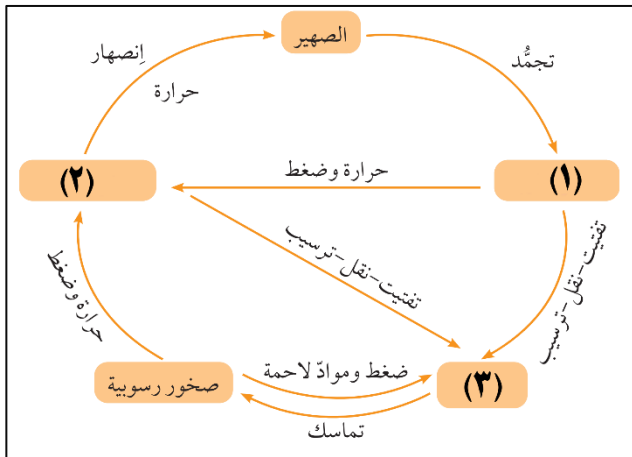 الصهير
تجمُّد
إنصهار
حرارة
(١)
(٢)
حرارة وضغط
تفتيت-نقل-ترسيب
تفتيت-نقل-ترسيب
حرارة وضغط
ضغط وموادّ لاحمة
(٣)
صخور رسوبية
تماسك